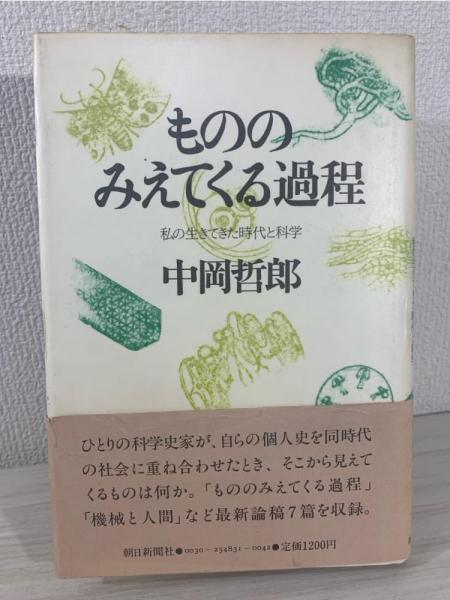 ものの
みえてくる過程
私の生きてきた時代と科学
中岡哲郎
ひとりの科学史家が、自らの個人史を同時代
の社会に重ね合わせたとき、そこから見えて
くるものは何か。「もののみえてくる過程」
「機械と人間」など最新論稿7篇を収録。
朝日新聞社●0030-254831-0042●定価1200円